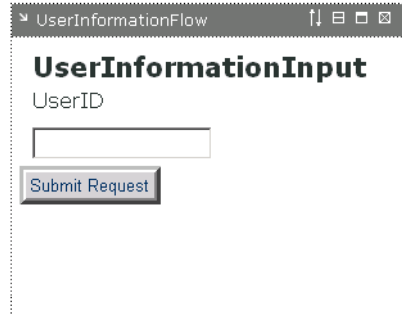 UserInformationFlow
UserInformationInput
UserID
Submit Request